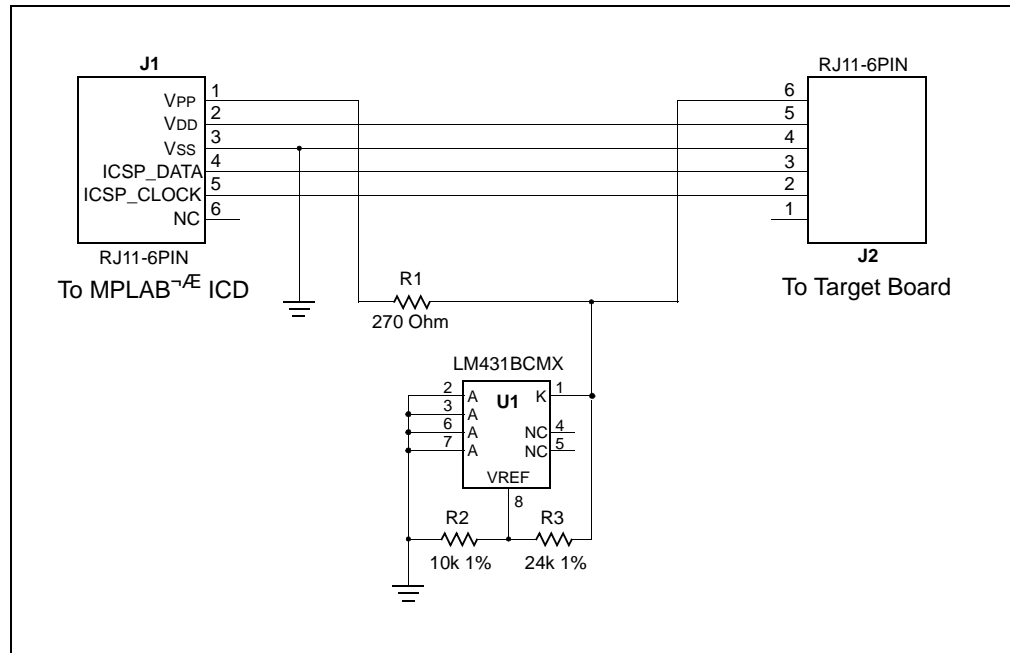 J1
VPP 1
VDD 2
VSS 3
ICSP_DATA 4
ICSP_CLOCK 5
NC 6
RJ11-6PIN
To MPLAB¬Æ ICD
RJ11-6PIN
6
5
4
3
2
1
J2
To Target Board
R1
270 Ohm
LM431BCMX
2 A
3 A
6 A
7 A
U1
K 1
NC 4
NC 5
VREF
8
R2
10k 1%
R3
24k 1%